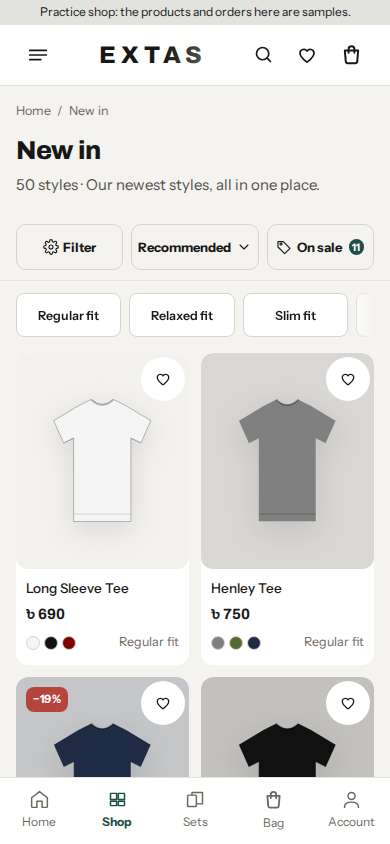 Practice shop: the products and orders here are samples.
EXTAS
Home / New in
New in
50 styles · Our newest styles, all in one place.
Filter
Recommended
On sale 11
Regular fit
Relaxed fit
Slim fit
Long Sleeve Tee
৳ 690
Regular fit
Henley Tee
৳ 750
Regular fit
−19%
Home
Shop
Sets
Bag
Account